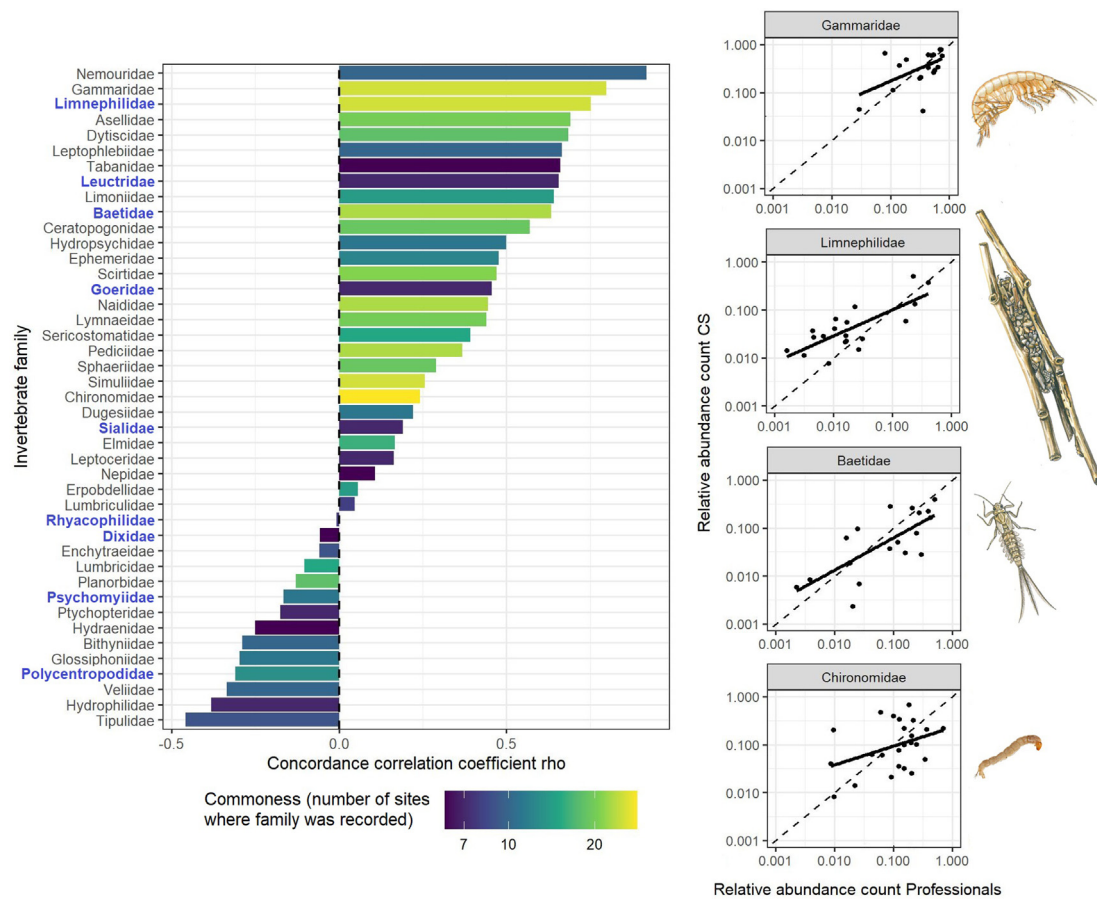 Invertebrate family
Nemouridae
Gammaridae
Limnephilidae
Asellidae
Dytiscidae
Leptophlebiidae
Tabanidae
Leuctridae
Limoniidae
Baetidae
Ceratopogonidae
Hydropsychidae
Ephemeridae
Scirtidae
Goeridae
Naididae
Lymnaeidae
Sericostomatidae
Pediciidae
Sphaeriidae
Simuliidae
Chironomidae
Dugesiidae
Sialidae
Elmidae
Leptoceridae
Nepidae
Erpobdellidae
Lumbriculidae
Rhyacophilidae
Dixidae
Enchytraeidae
Lumbricidae
Planorbidae
Psychomyiidae
Ptychopteridae
Hydraenidae
Bithyniidae
Glossiphoniidae
Polycentropodidae
Veliidae
Hydrophilidae
Tipulidae
-0.5 0.0 0.5
Concordance correlation coefficient rho
Commoness (number of sites
where family was recorded)
7 10 20
Relative abundance count CS
Gammaridae
1.000
0.100
0.010
0.001
0.001 0.010 0.100 1.000
Limnephilidae
1.000
0.100
0.010
0.001
0.001 0.010 0.100 1.000
Baetidae
1.000
0.100
0.010
0.001
0.001 0.010 0.100 1.000
Chironomidae
1.000
0.100
0.010
0.001
0.001 0.010 0.100 1.000
Relative abundance count Professionals